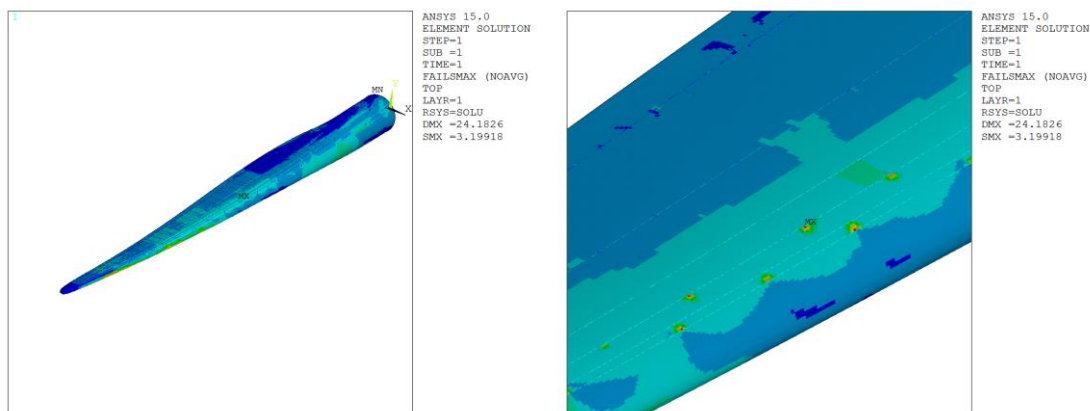 1
MN
Y
X
MX
ANSYS 15.0
ELEMENT SOLUTION
STEP=1
SUB =1
TIME=1
FAILSMAX (NOAVG)
TOP
LAYR=1
RSYS=SOLU
DMX =24.1826
SMX =3.19918
MX
ANSYS 15.0
ELEMENT SOLUTION
STEP=1
SUB =1
TIME=1
FAILSMAX (NOAVG)
TOP
LAYR=1
RSYS=SOLU
DMX =24.1826
SMX =3.19918